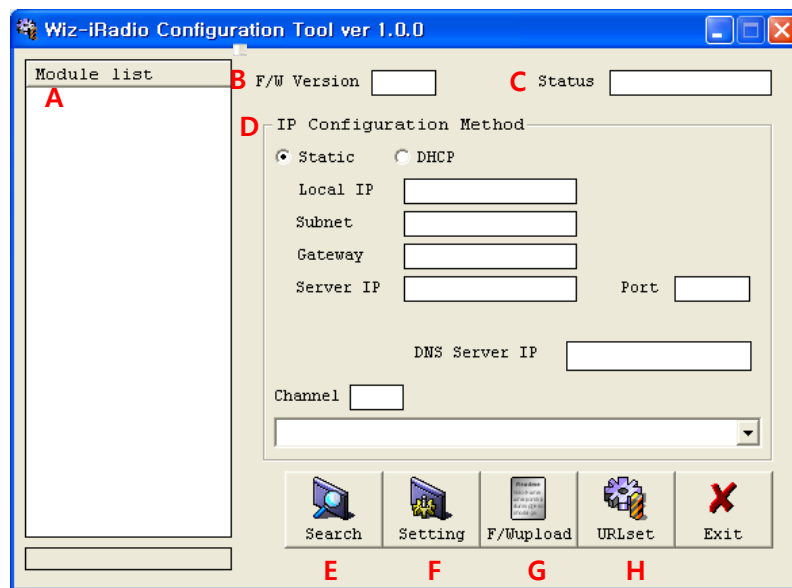 Wiz-iRadio Configuration Tool ver 1.0.0
Module list
A
B F/W Version
C Status
D IP Configuration Method
Static DHCP
Local IP
Subnet
Gateway
Server IP Port
DNS Server IP
Channel
Search Setting F/Wupload URLset Exit
E F G H